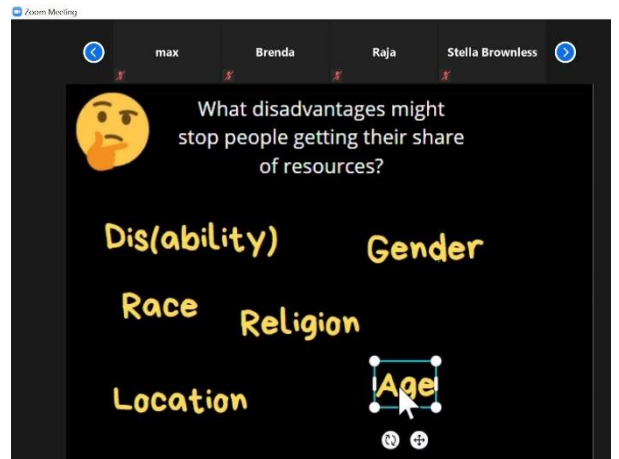 Zoom Meeting
max Brenda Raja Stella Brownless
What disadvantages might
stop people getting their share
of resources?
Dis(ability) Gender
Race Religion
Location Age